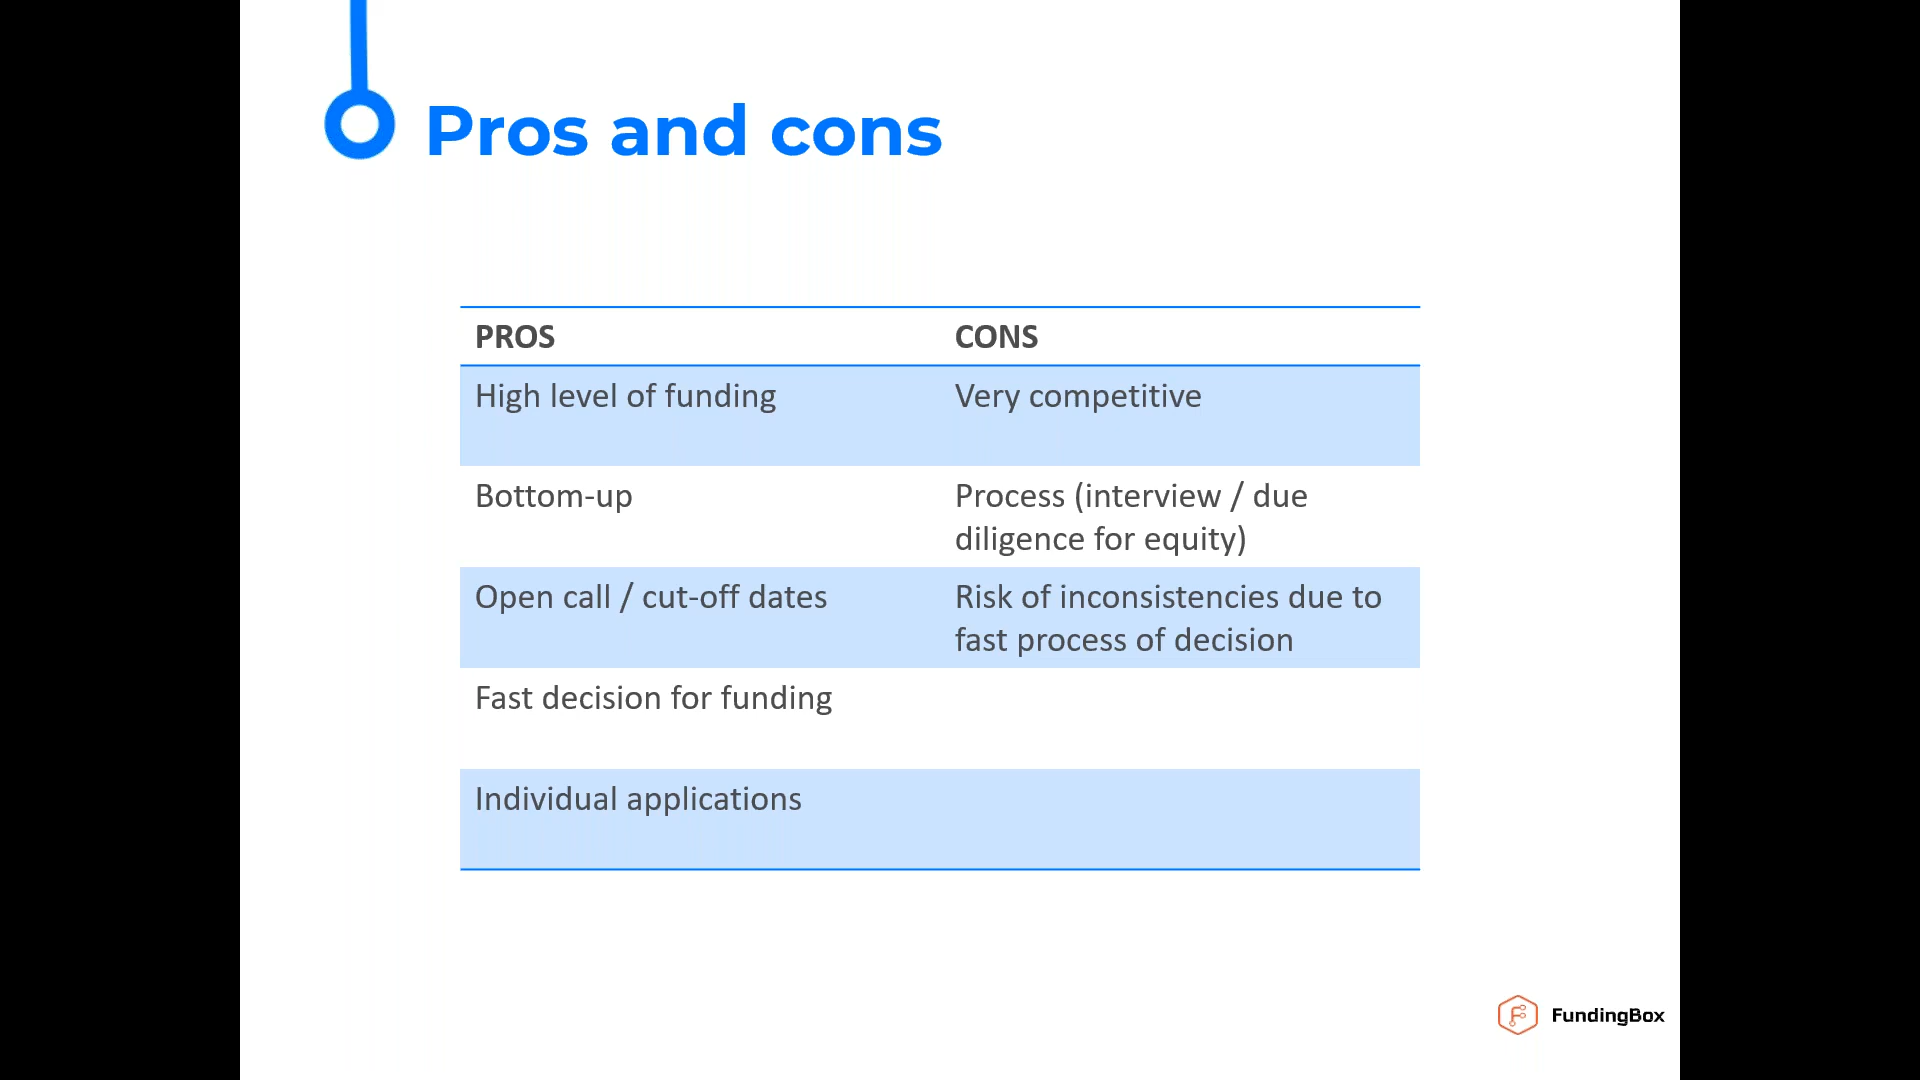 Pros and cons
PROS
CONS
High level of funding
Very competitive
Bottom-up
Process (interview / due
diligence for equity)
Open call / cut-off dates
Risk of inconsistencies due to
fast process of decision
Fast decision for funding
Individual applications
FundingBox